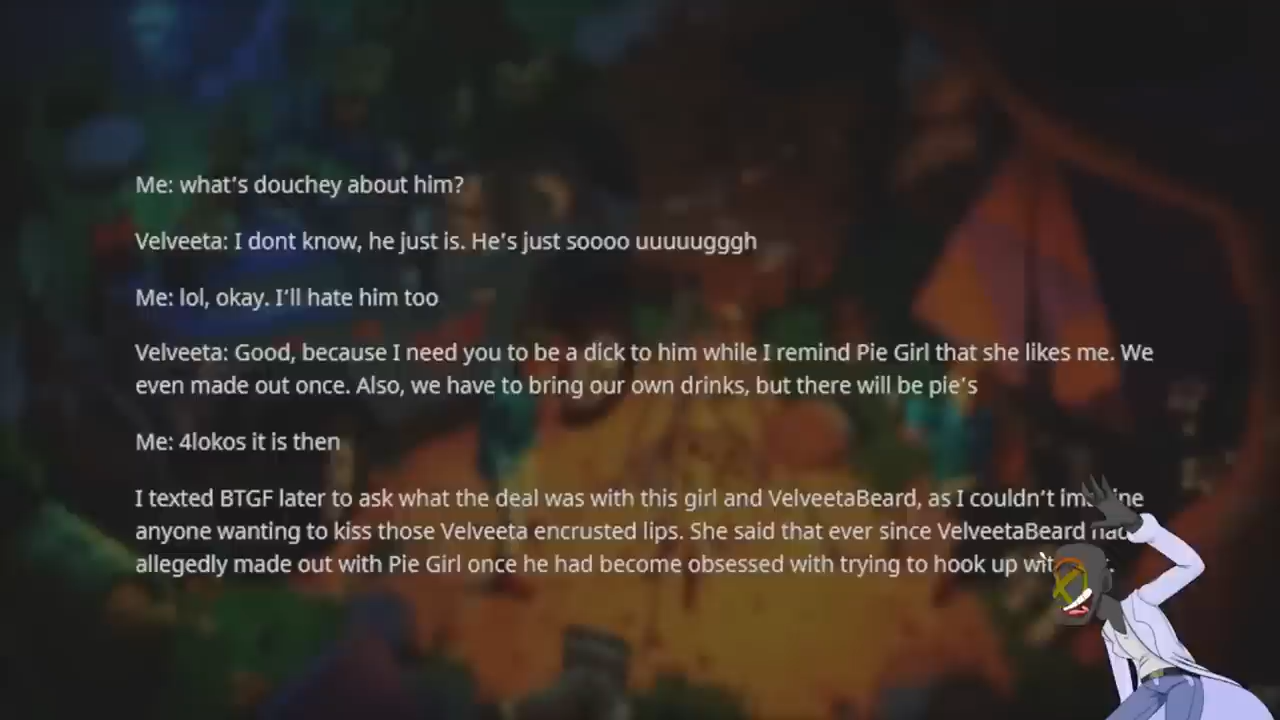 Me: what's douchey about him?
Velveeta: I dont know, he just is. He's just soooo uuuuugggh
Me: lol, okay. I'll hate him too
Velveeta: Good, because I need you to be a dick to him while I remind Pie Girl that she likes me. We
even made out once. Also, we have to bring our own drinks, but there will be pie's
Me: 4lokos it is then
I texted BTGF later to ask what the deal was with this girl and VelveetaBeard, as I couldn't
anyone wanting to kiss those Velveeta encrusted lips. She said that ever since VelveetaBeard
allegedly made out with Pie Girl once he had become obsessed with trying to hook up